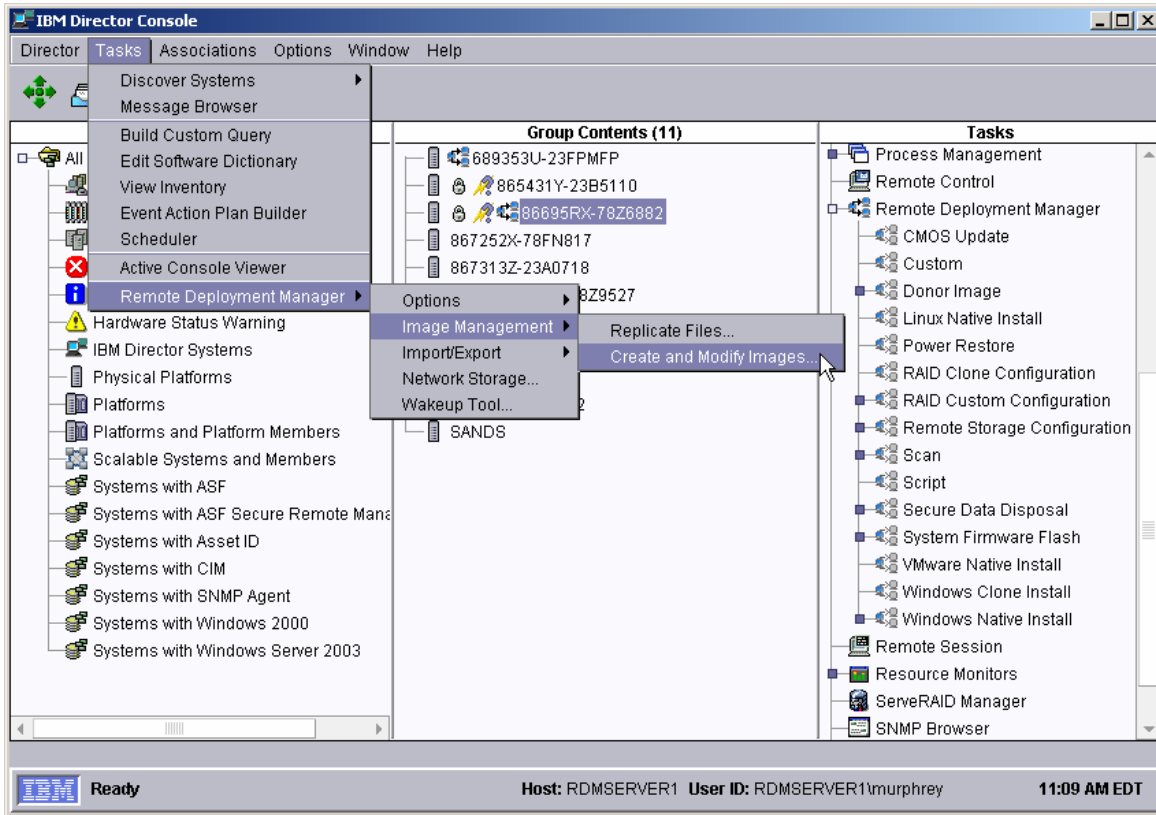 IBM Director Console
Director Tasks Associations Options Window Help
Discover Systems
Message Browser
Build Custom Query
Edit Software Dictionary
View Inventory
Event Action Plan Builder
Scheduler
Active Console Viewer
Remote Deployment Manager
Options
Image Management
Import/Export
Network Storage...
Wakeup Tool...
Replicate Files...
Create and Modify Images...
All
Hardware Status Warning
IBM Director Systems
Physical Platforms
Platforms
Platforms and Platform Members
Scalable Systems and Members
Systems with ASF
Systems with ASF Secure Remote Mana
Systems with Asset ID
Systems with CIM
Systems with SNMP Agent
Systems with Windows 2000
Systems with Windows Server 2003
Group Contents (11)
689353U-23FPMFP
865431Y-23B5110
86695RX-78Z6882
867252X-78FN817
867313Z-23A0718
8Z9527
2
SANDS
Tasks
Process Management
Remote Control
Remote Deployment Manager
CMOS Update
Custom
Donor Image
Linux Native Install
Power Restore
RAID Clone Configuration
RAID Custom Configuration
Remote Storage Configuration
Scan
Script
Secure Data Disposal
System Firmware Flash
VMware Native Install
Windows Clone Install
Windows Native Install
Remote Session
Resource Monitors
ServeRAID Manager
SNMP Browser
IBM Ready Host: RDMSERVER1 User ID: RDMSERVER1\murphrey 11:09 AM EDT